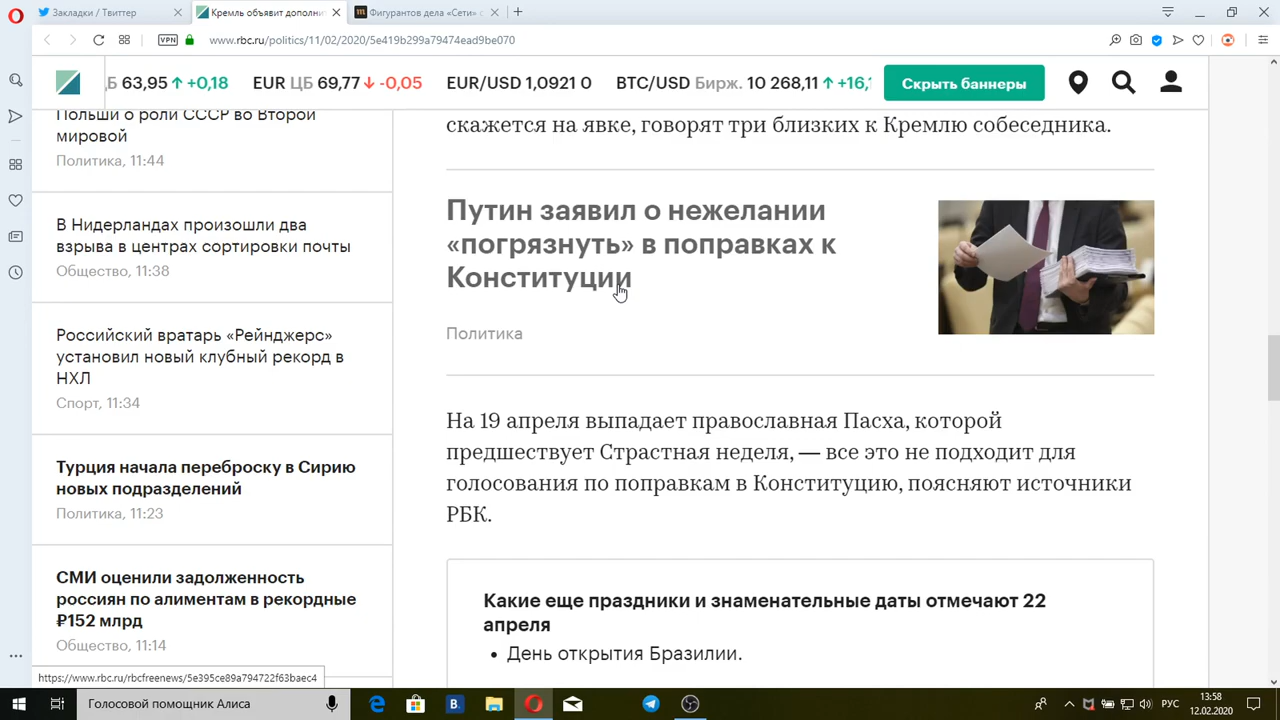 Закладки / Твиттер
Кремль объявит дополни
Фигурантов дела «Сети» с
VPN
www.rbc.ru/politics/11/02/2020/5e419b299a79474ead9be070
Б 63,95 +0,18 EUR ЦБ 69,77 -0,05 EUR/USD 1,0921 0 BTC/USD Бирж. 10 268,11 +16,
Скрыть баннеры
Польши о роли СССР во Второй
мировой
Политика, 11:44
В Нидерландах произошли два
взрыва в центрах сортировки почты
Общество, 11:38
Российский вратарь «Рейнджерс»
установил новый клубный рекорд в
НХЛ
Спорт, 11:34
Турция начала переброску в Сирию
новых подразделений
Политика, 11:23
СМИ оценили задолженность
россиян по алиментам в рекордные
₽152 млрд
Общество, 11:14
скажется на явке, говорят три близких к Кремлю собеседника.
Путин заявил о нежелании
«погрязнуть» в поправках к
Конституции
Политика
На 19 апреля выпадает православная Пасха, которой
предшествует Страстная неделя, — все это не подходит для
голосования по поправкам в Конституцию, поясняют источники
РБК.
Какие еще праздники и знаменательные даты отмечают 22
апреля
• День открытия Бразилии.
https://www.rbc.ru/rbcfreenews/5e395ce89a794722f63baec4
Голосовой помощник Алиса
B
РУС
13:58
12.02.2020